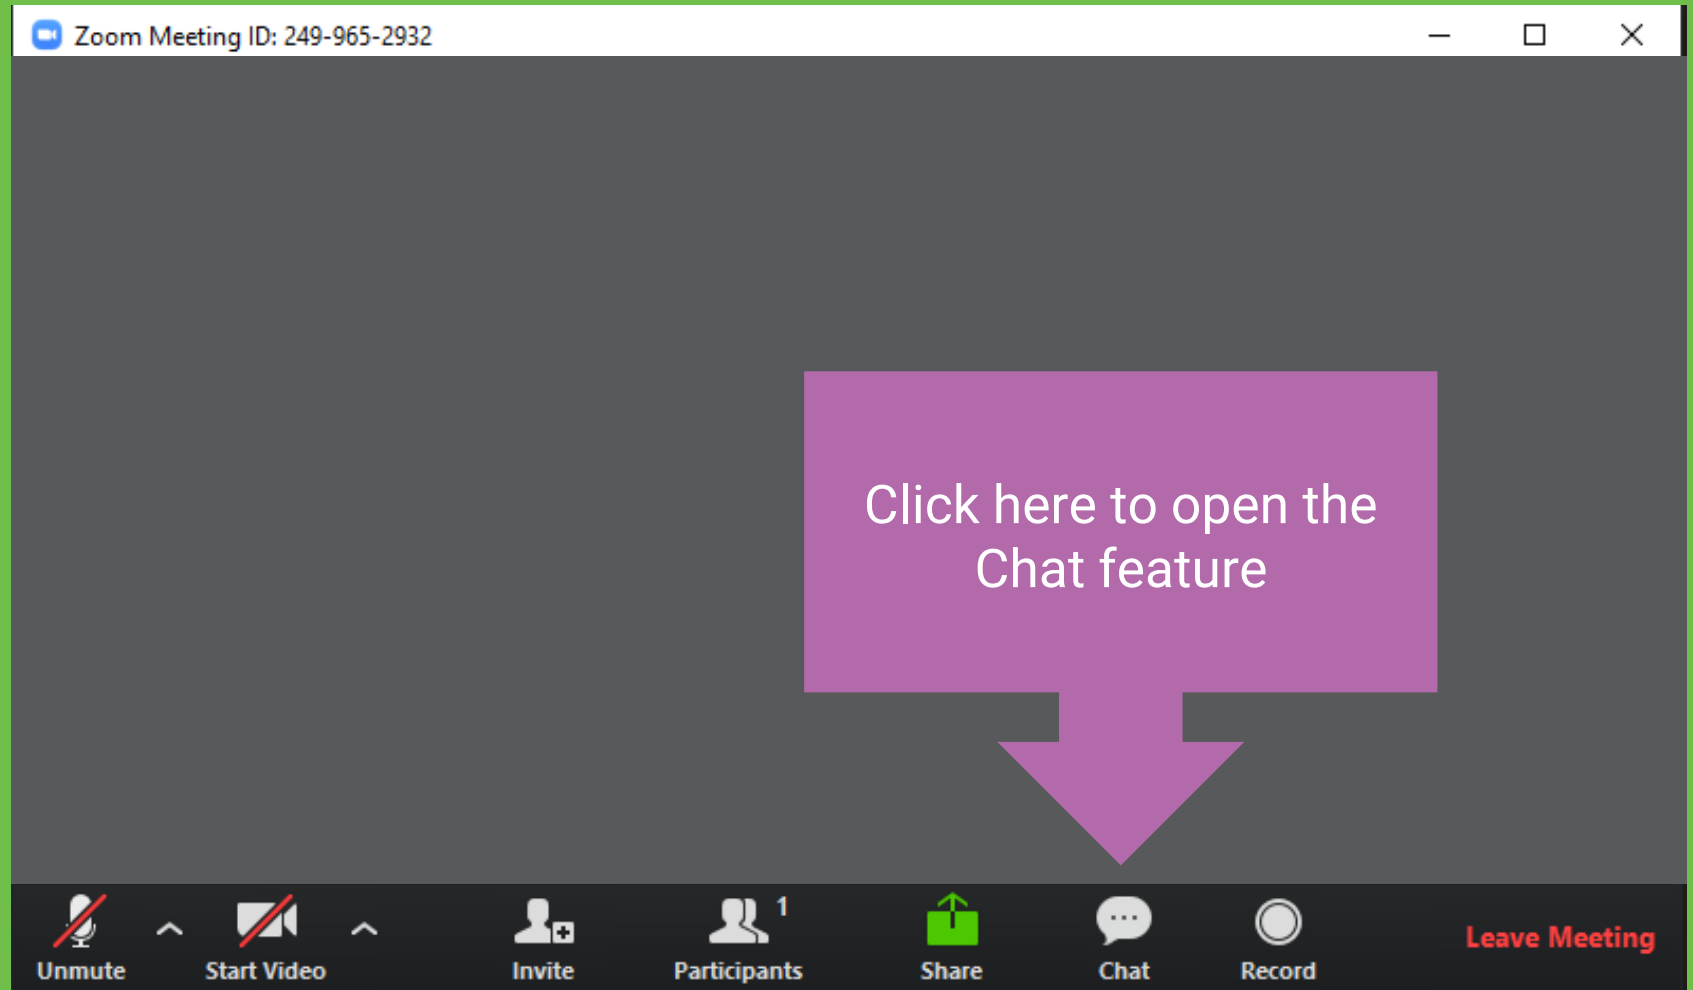 Zoom Meeting ID: 249-965-2932
Click here to open the
Chat feature
1
Unmute
Start Video
Invite
Participants
Share
Chat
Record
Leave Meeting